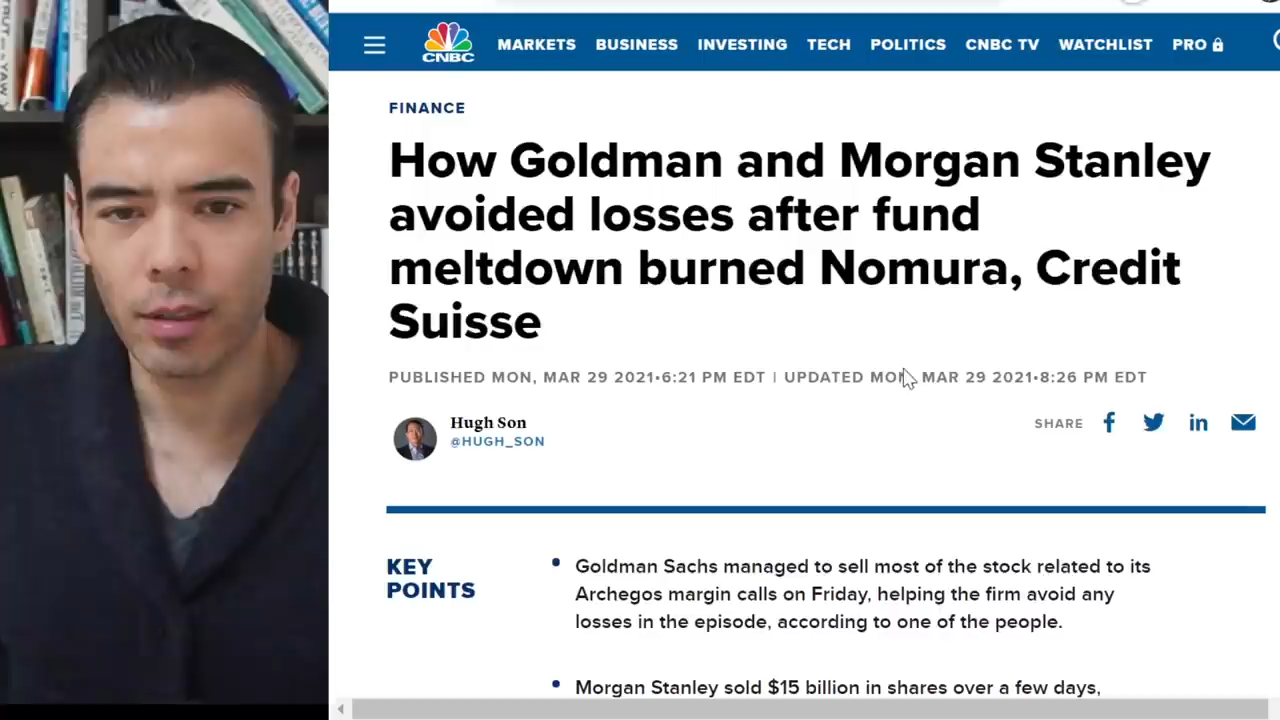 CNBC
MARKETS BUSINESS INVESTING TECH POLITICS CNBC TV WATCHLIST PRO
FINANCE
How Goldman and Morgan Stanley
avoided losses after fund
meltdown burned Nomura, Credit
Suisse
PUBLISHED MON, MAR 29 2021•6:21 PM EDT | UPDATED MON, MAR 29 2021•8:26 PM EDT
Hugh Son
@HUGH_SON
SHARE
KEY
POINTS
• Goldman Sachs managed to sell most of the stock related to its
Archegos margin calls on Friday, helping the firm avoid any
losses in the episode, according to one of the people.
• Morgan Stanley sold $15 billion in shares over a few days,